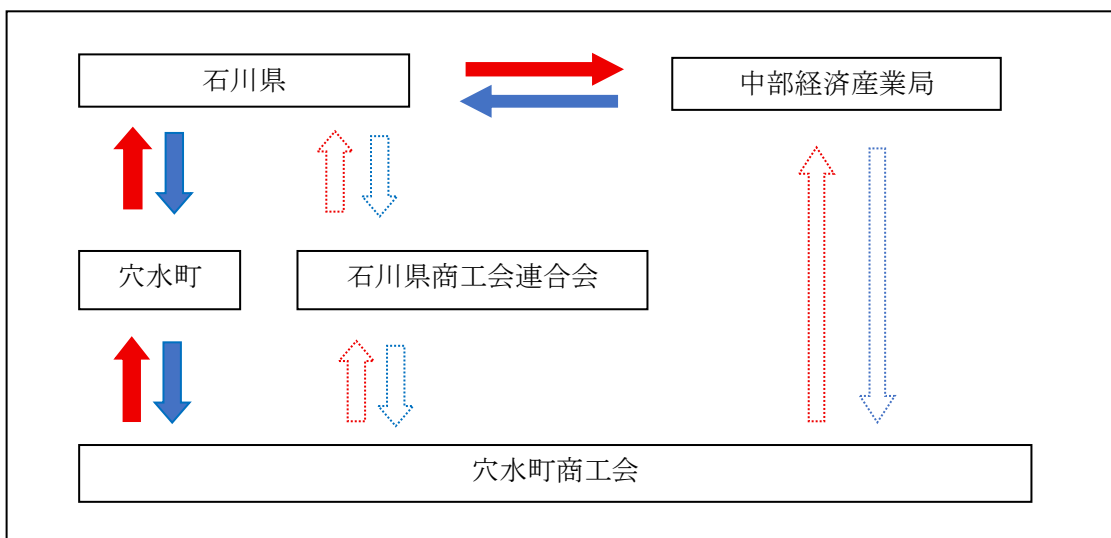 石川県
中部経済産業局
穴水町
石川県商工会連合会
穴水町商工会